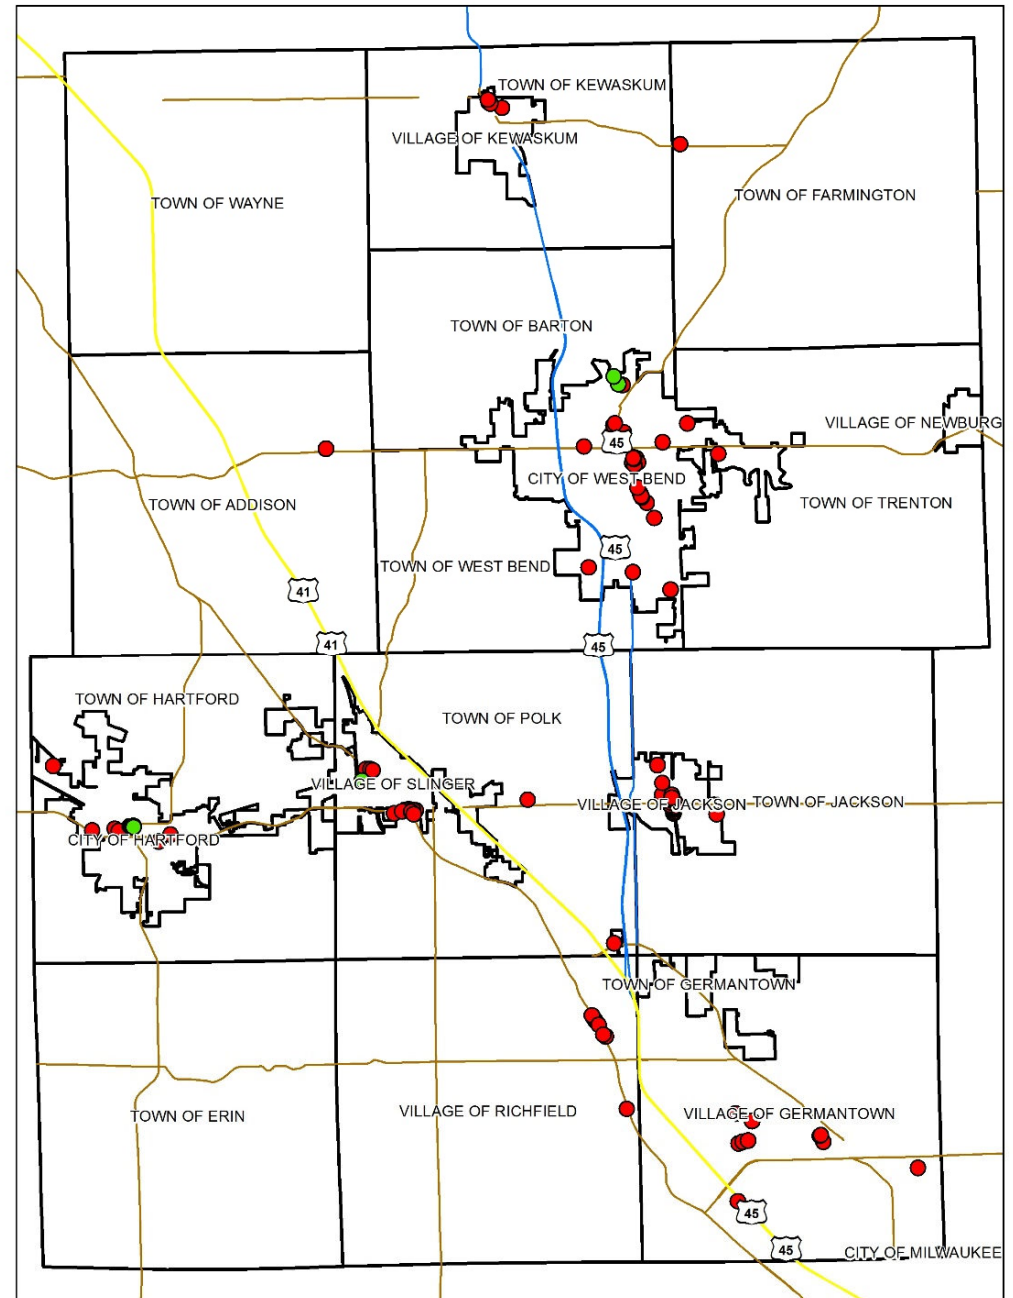 TOWN OF KEWASKUM
VILLAGE OF KEWASKUM
TOWN OF WAYNE
TOWN OF FARMINGTON
TOWN OF BARTON
VILLAGE OF NEWBURG
45
CITY OF WEST BEND
TOWN OF ADDISON
TOWN OF TRENTON
45
TOWN OF WEST BEND
41
41
45
TOWN OF HARTFORD
TOWN OF POLK
VILLAGE OF SLINGER
VILLAGE OF JACKSON
TOWN OF JACKSON
CITY OF HARTFORD
TOWN OF GERMANTOWN
TOWN OF ERIN
VILLAGE OF RICHFIELD
VILLAGE OF GERMANTOWN
45
45
CITY OF MILWAUKEE